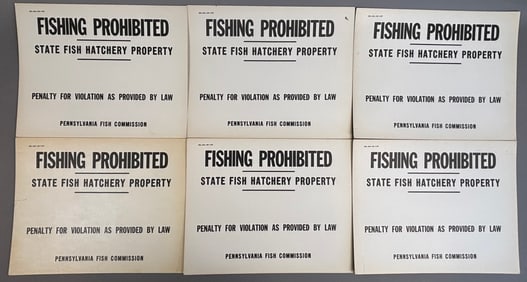 FISHING PROHIBITED
STATE FISH HATCHERY PROPERTY
PENALTY FOR VIOLATION AS PROVIDED BY LAW
PENNSYLVANIA FISH COMMISSION
FISHING PROHIBITED
STATE FISH HATCHERY PROPERTY
PENALTY FOR VIOLATION AS PROVIDED BY LAW
PENNSYLVANIA FISH COMMISSION
FISHING PROHIBITED
STATE FISH HATCHERY PROPERTY
PENALTY FOR VIOLATION AS PROVIDED BY LAW
PENNSYLVANIA FISH COMMISSION
FISHING PROHIBITED
STATE FISH HATCHERY PROPERTY
PENALTY FOR VIOLATION AS PROVIDED BY LAW
PENNSYLVANIA FISH COMMISSION
FISHING PROHIBITED
STATE FISH HATCHERY PROPERTY
PENALTY FOR VIOLATION AS PROVIDED BY LAW
PENNSYLVANIA FISH COMMISSION
FISHING PROHIBITED
STATE FISH HATCHERY PROPERTY
PENALTY FOR VIOLATION AS PROVIDED BY LAW
PENNSYLVANIA FISH COMMISSION